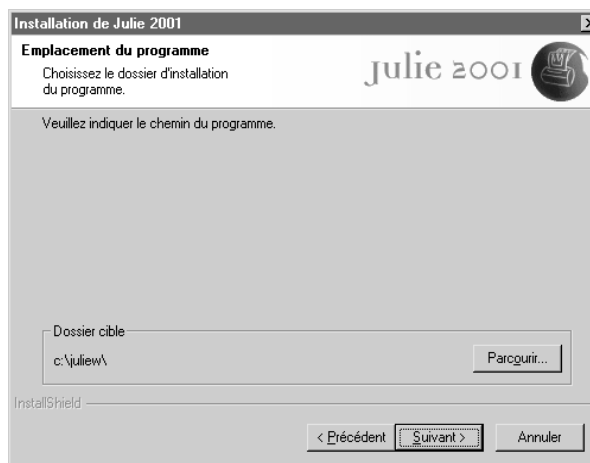 Installation de Julie 2001
Emplacement du programme
Choisissez le dossier d'installation
du programme.
julie 2001
Veuillez indiquer le chemin du programme.
Dossier cible
c:\juliew\
Parcourir...
InstallShield
< Précédent
Suivant >
Annuler